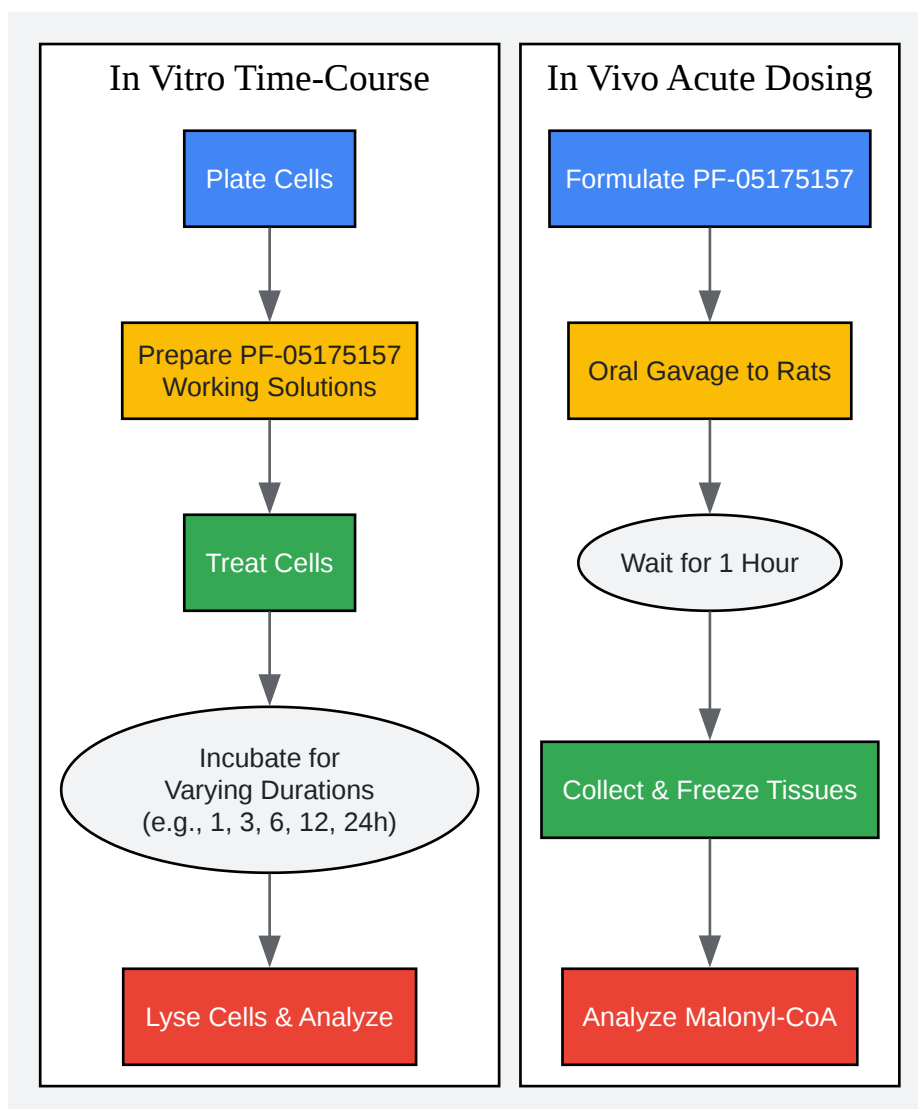 In Vitro Time-Course
Plate Cells
Prepare PF-05175157
Working Solutions
Treat Cells
Incubate for
Varying Durations
(e.g., 1, 3, 6, 12, 24h)
Lyse Cells & Analyze
In Vivo Acute Dosing
Formulate PF-05175157
Oral Gavage to Rats
Wait for 1 Hour
Collect & Freeze Tissues
Analyze Malonyl-CoA